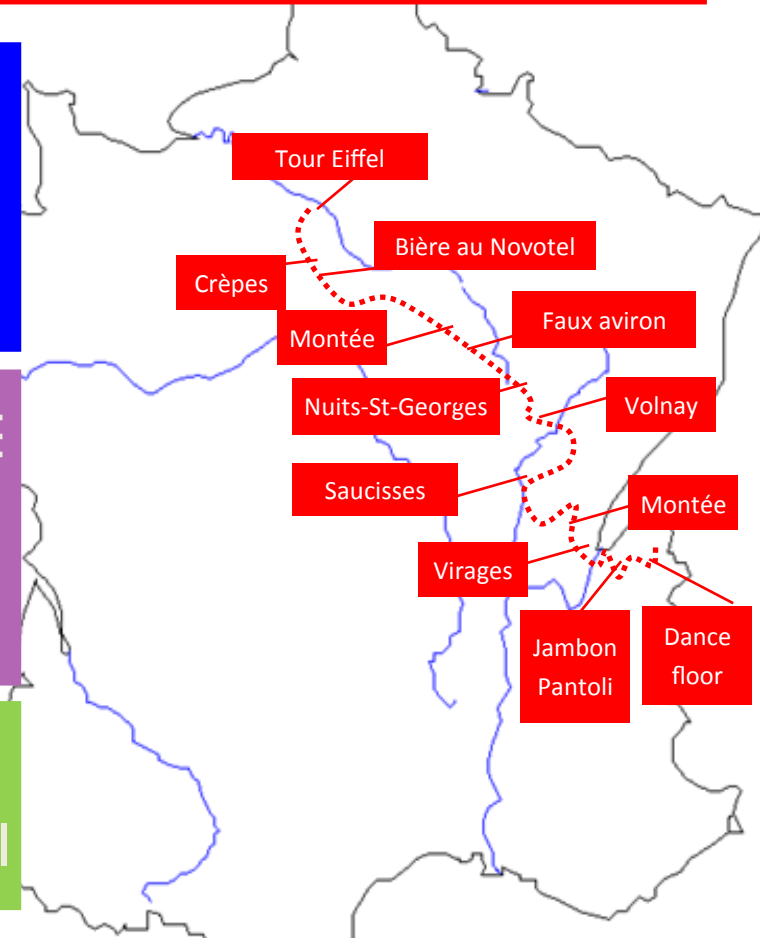 Tour Eiffel
Bière au Novotel
Crèpes
Faux aviron
Montée
Nuits-St-Georges
Volnay
Saucisses
Montée
Virages
Jambon
Pantoli
Dance
floor